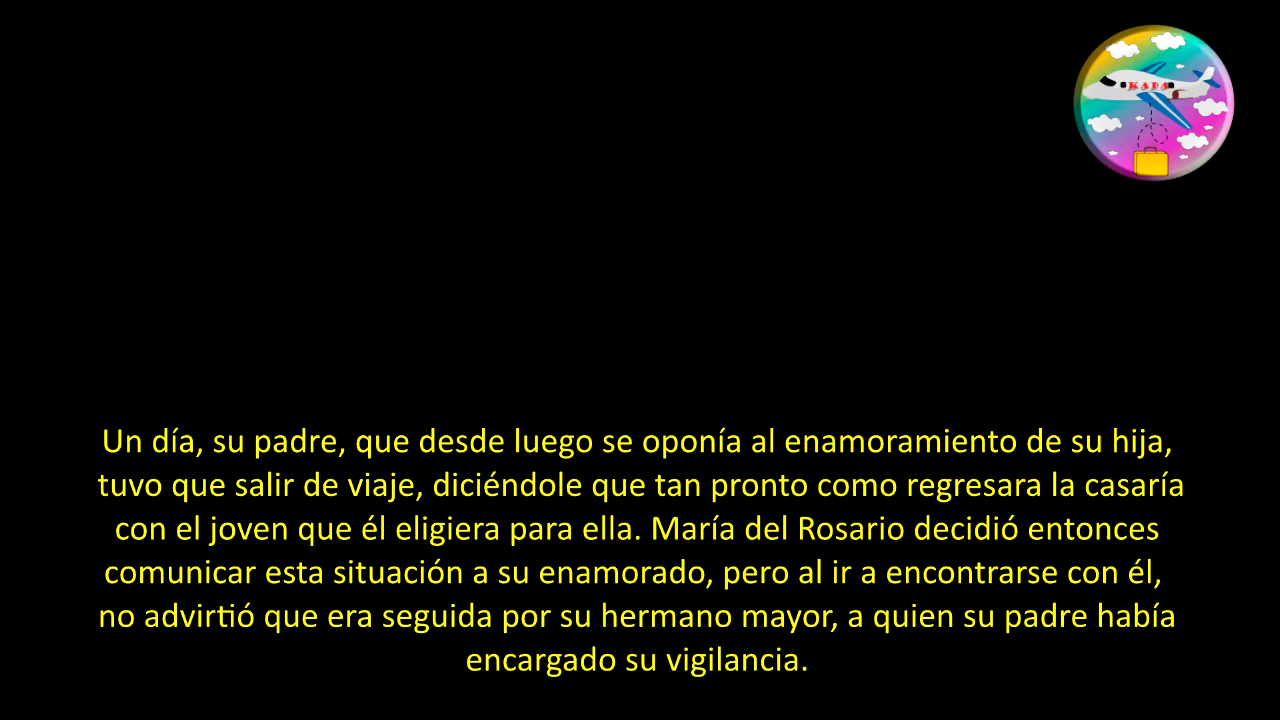 KADA
Un día, su padre, que desde luego se oponía al enamoramiento de su hija,
tuvo que salir de viaje, diciéndole que tan pronto como regresara la casaría
con el joven que él eligiera para ella. María del Rosario decidió entonces
comunicar esta situación a su enamorado, pero al ir a encontrarse con él,
no advirtió que era seguida por su hermano mayor, a quien su padre había
encargado su vigilancia.